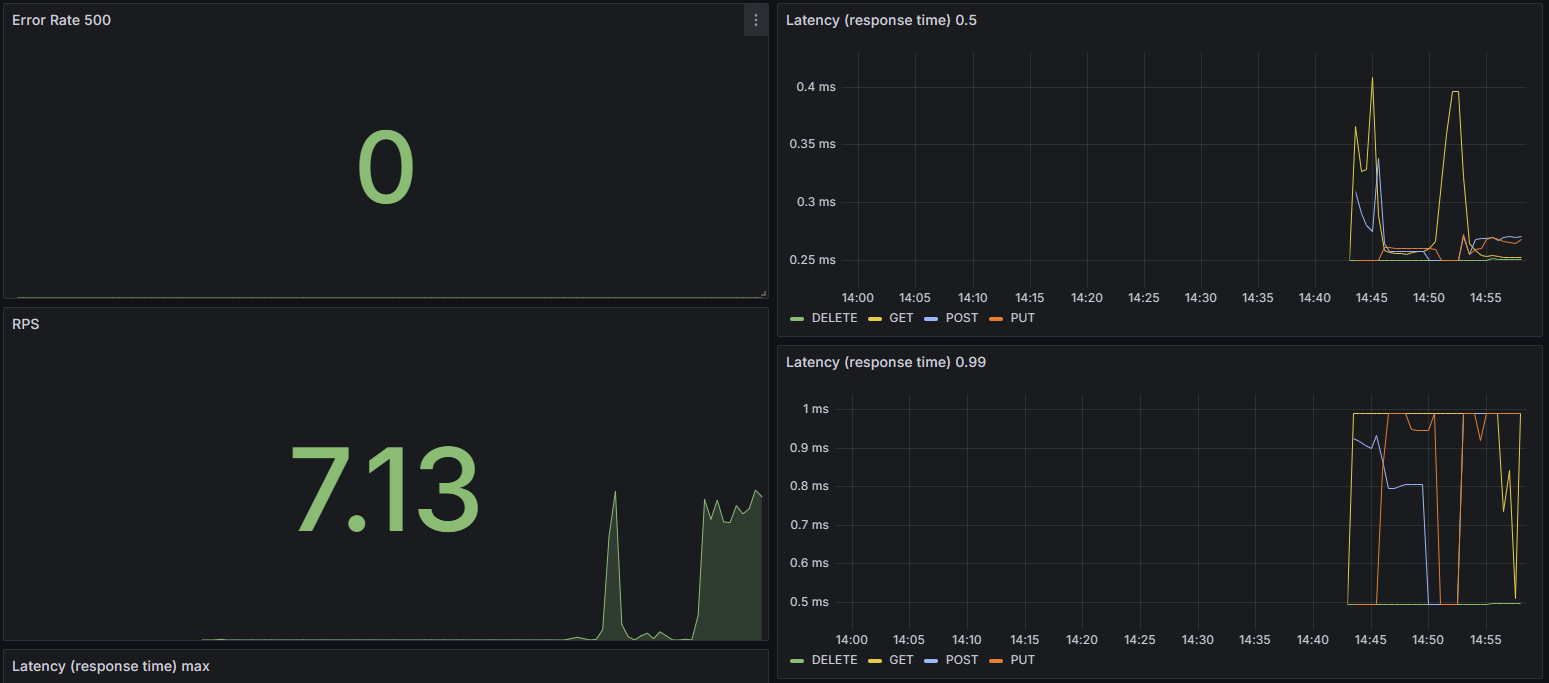 Error Rate 500
0
RPS
7.13
Latency (response time) max
Latency (response time) 0.5
0.4 ms
0.35 ms
0.3 ms
0.25 ms
14:00 14:05 14:10 14:15 14:20 14:25 14:30 14:35 14:40 14:45 14:50 14:55
DELETE GET POST PUT
Latency (response time) 0.99
1 ms
0.9 ms
0.8 ms
0.7 ms
0.6 ms
0.5 ms
14:00 14:05 14:10 14:15 14:20 14:25 14:30 14:35 14:40 14:45 14:50 14:55
DELETE GET POST PUT